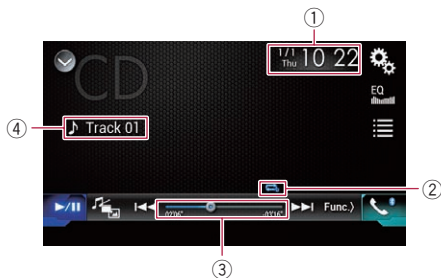 ①
1/1
Thu
10 22
CD
EQ
④
♪ Track 01
②
02'06"
-03'16"
Func.⟩
③